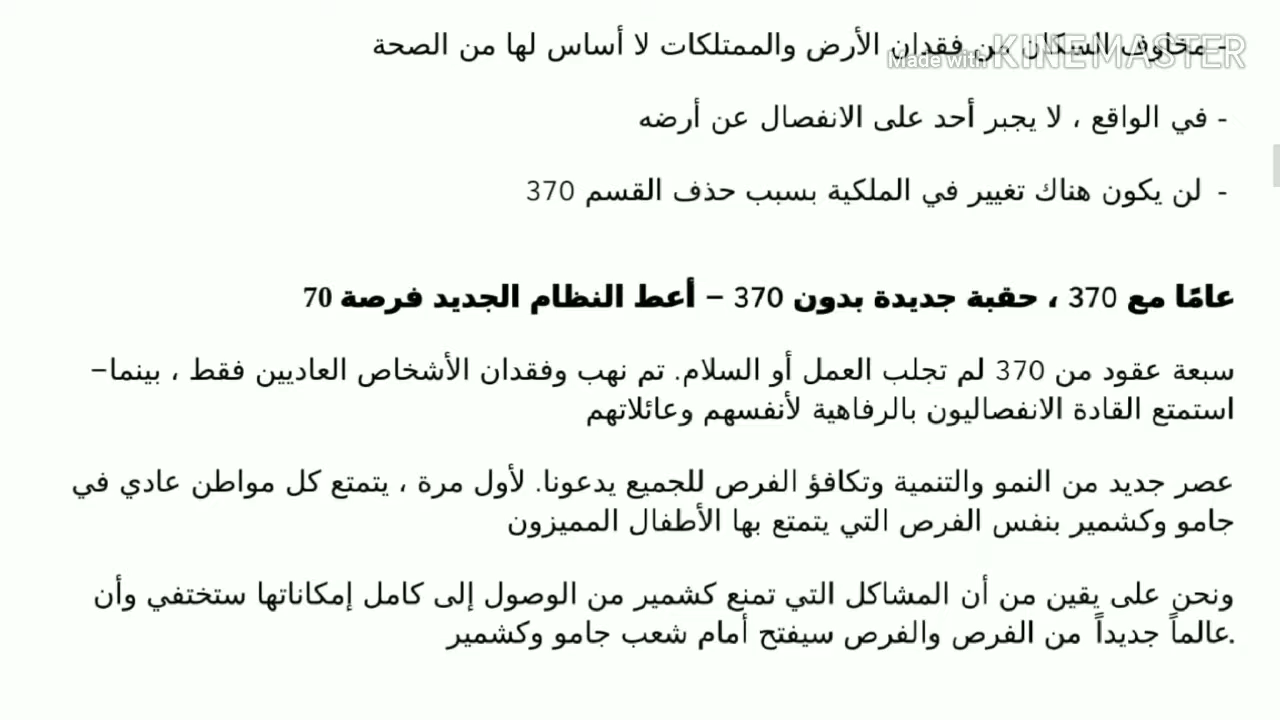 - مخاوف السكان من فقدان الأرض والممتلكات لا أساس لها من الصحة
Made with KINEMASTER
- في الواقع ، لا يجبر أحد على الانفصال عن أرضه
- لن يكون هناك تغيير في الملكية بسبب حذف القسم 370
عامًا مع 370 ، حقبة جديدة بدون 370 – أعط النظام الجديد فرصة 70
سبعة عقود من 370 لم تجلب العمل أو السلام. تم نهب وفقدان الأشخاص العاديين فقط ، بينما–
استمتع القادة الانفصاليون بالرفاهية لأنفسهم وعائلاتهم
عصر جديد من النمو والتنمية وتكافؤ الفرص للجميع يدعونا. لأول مرة ، يتمتع كل مواطن عادي في
جامو وكشمير بنفس الفرص التي يتمتع بها الأطفال المميزون
ونحن على يقين من أن المشاكل التي تمنع كشمير من الوصول إلى كامل إمكاناتها ستختفي وأن
.عالماً جديداً من الفرص والفرص سيفتح أمام شعب جامو وكشمير